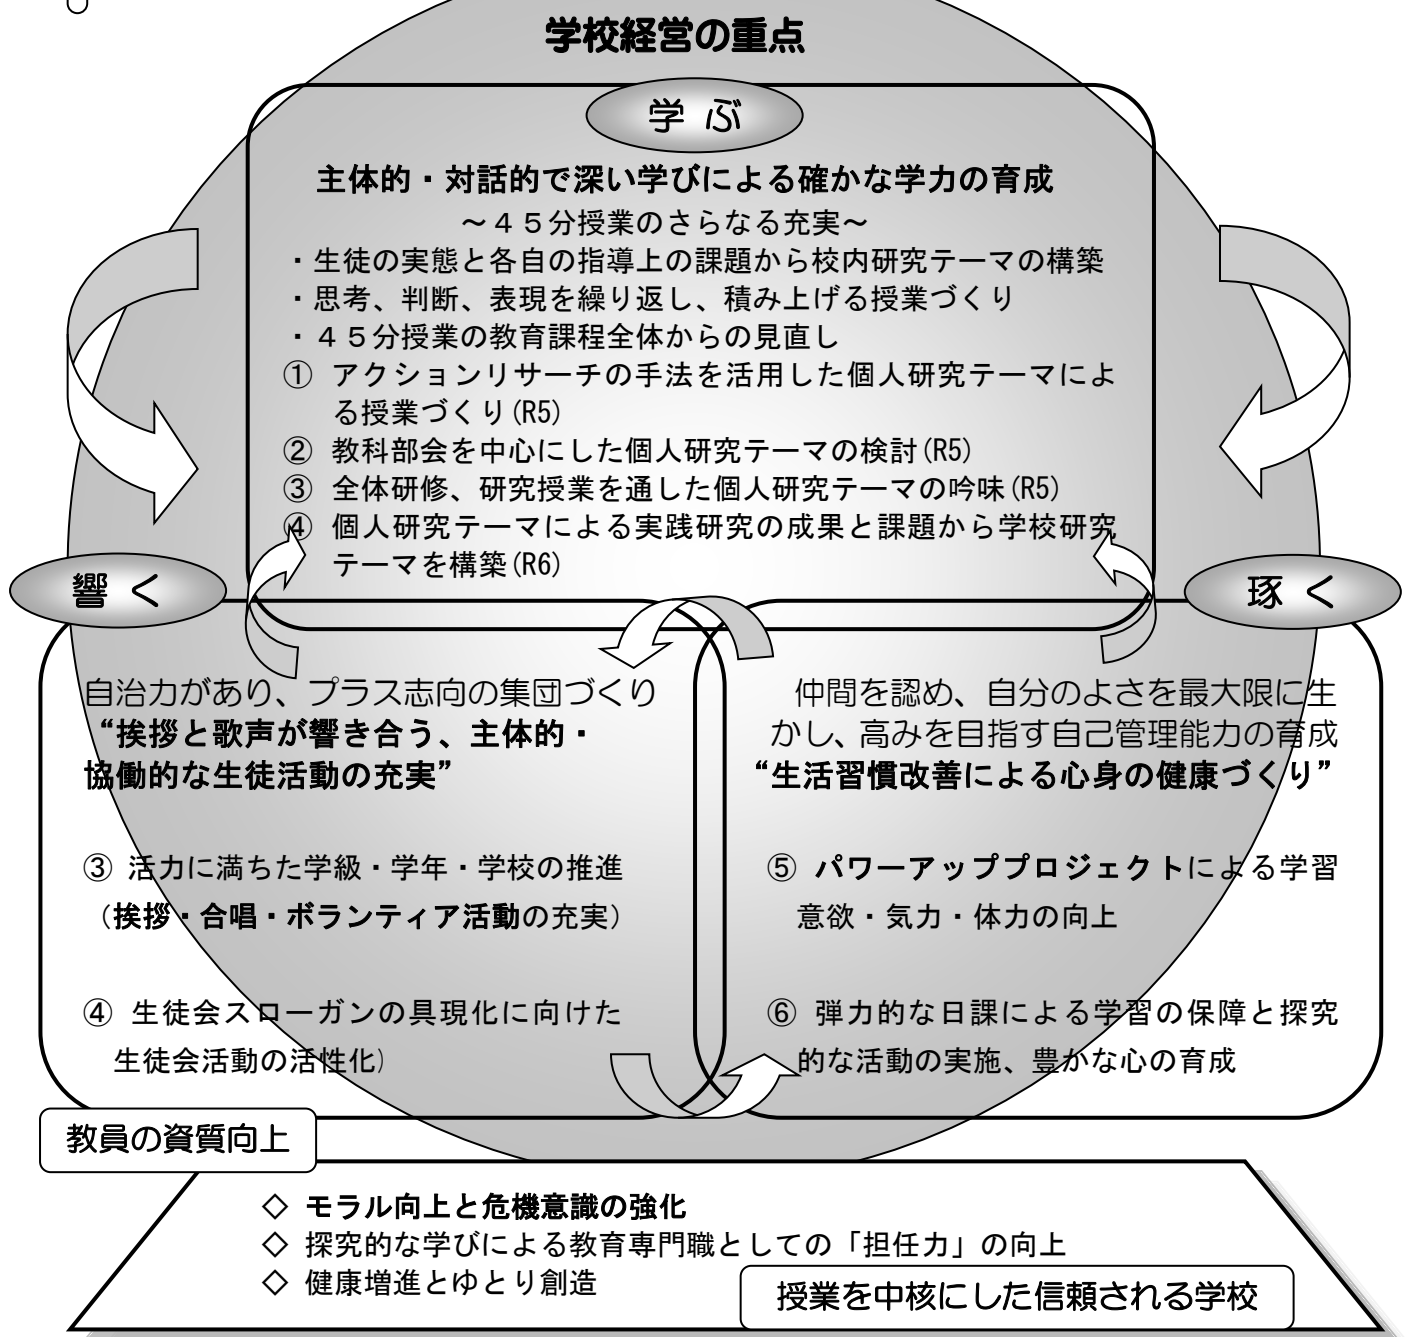 学校経営の重点
学ぶ
主体的・対話的で深い学びによる確かな学力の育成
～４５分授業のさらなる充実～
・生徒の実態と各自の指導上の課題から校内研究テーマの構築
・思考、判断、表現を繰り返し、積み上げる授業づくり
・４５分授業の教育課程全体からの見直し
① アクションリサーチの手法を活用した個人研究テーマによ
る授業づくり(R5)
② 教科部会を中心にした個人研究テーマの検討(R5)
③ 全体研修、研究授業を通した個人研究テーマの吟味(R5)
④ 個人研究テーマによる実践研究の成果と課題から学校研究
テーマを構築(R6)
響く
自治力があり、プラス志向の集団づくり
“挨拶と歌声が響き合う、主体的・
協働的な生徒活動の充実”
③ 活力に満ちた学級・学年・学校の推進
（挨拶・合唱・ボランティア活動の充実）
④ 生徒会スローガンの具現化に向けた
生徒会活動の活性化)
琢く
仲間を認め、自分のよさを最大限に生
かし、高みを目指す自己管理能力の育成
“生活習慣改善による心身の健康づくり”
⑤ パワーアッププロジェクトによる学習
意欲・気力・体力の向上
⑥ 弾力的な日課による学習の保障と探究
的な活動の実施、豊かな心の育成
教員の資質向上
◇ モラル向上と危機意識の強化
◇ 探究的な学びによる教育専門職としての「担任力」の向上
◇ 健康増進とゆとり創造
授業を中核にした信頼される学校